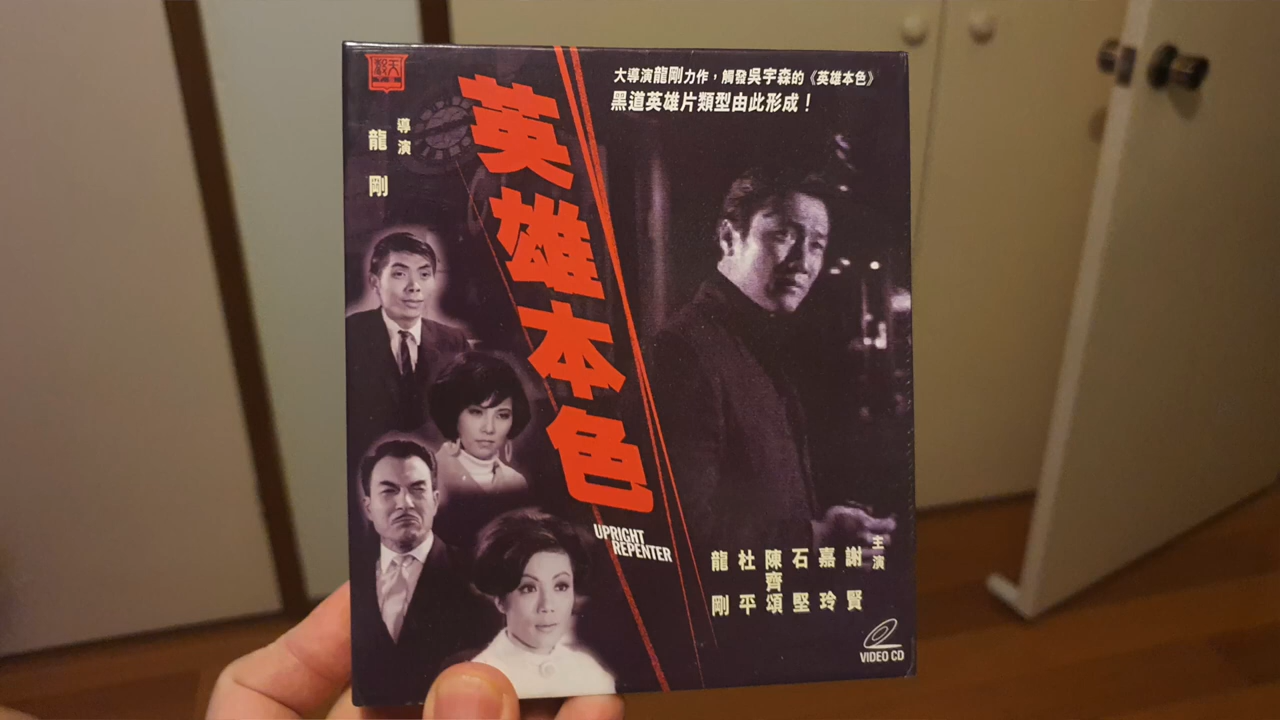 大導演龍剛力作，觸發吳宇森的《英雄本色》
黑道英雄片類型由此形成！
導演
龍剛
英雄本色
UPRIGHT
REPENTER
主演
謝賢
嘉玲
石堅
陳齊頌
杜平
龍剛
VIDEO CD